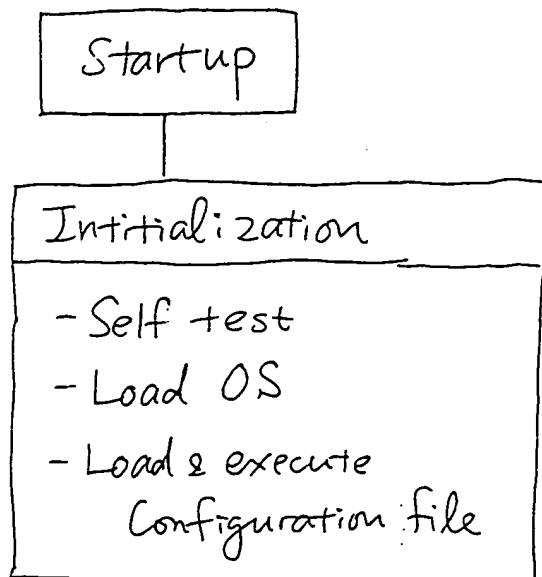 Startup
Intitialization
- Self test
- Load OS
- Load & execute
Configuration file